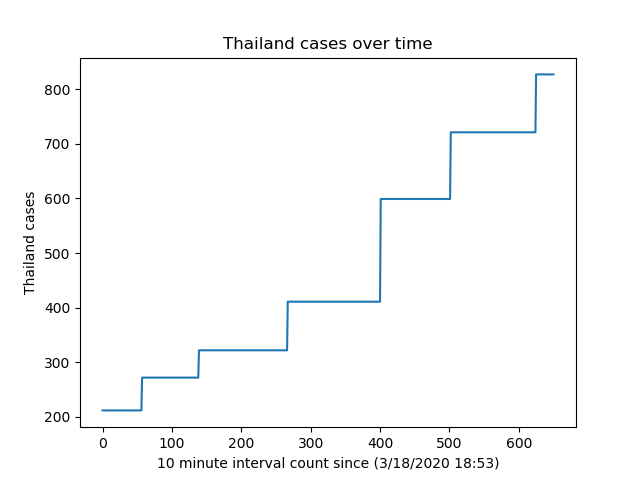 Thailand cases over time
800
700
600
500
400
300
200
Thailand cases
0 100 200 300 400 500 600
10 minute interval count since (3/18/2020 18:53)